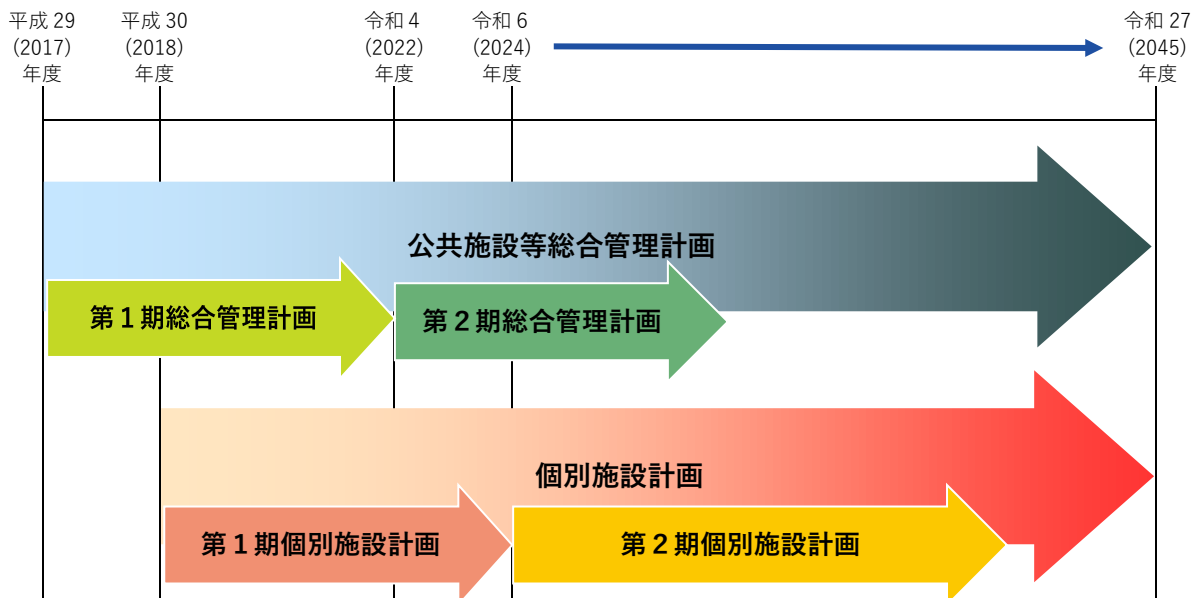 平成 29
(2017)
年度
平成 30
(2018)
年度
令和 4
(2022)
年度
令和 6
(2024)
年度
令和 27
(2045)
年度
公共施設等総合管理計画
第１期総合管理計画
第２期総合管理計画
個別施設計画
第１期個別施設計画
第２期個別施設計画